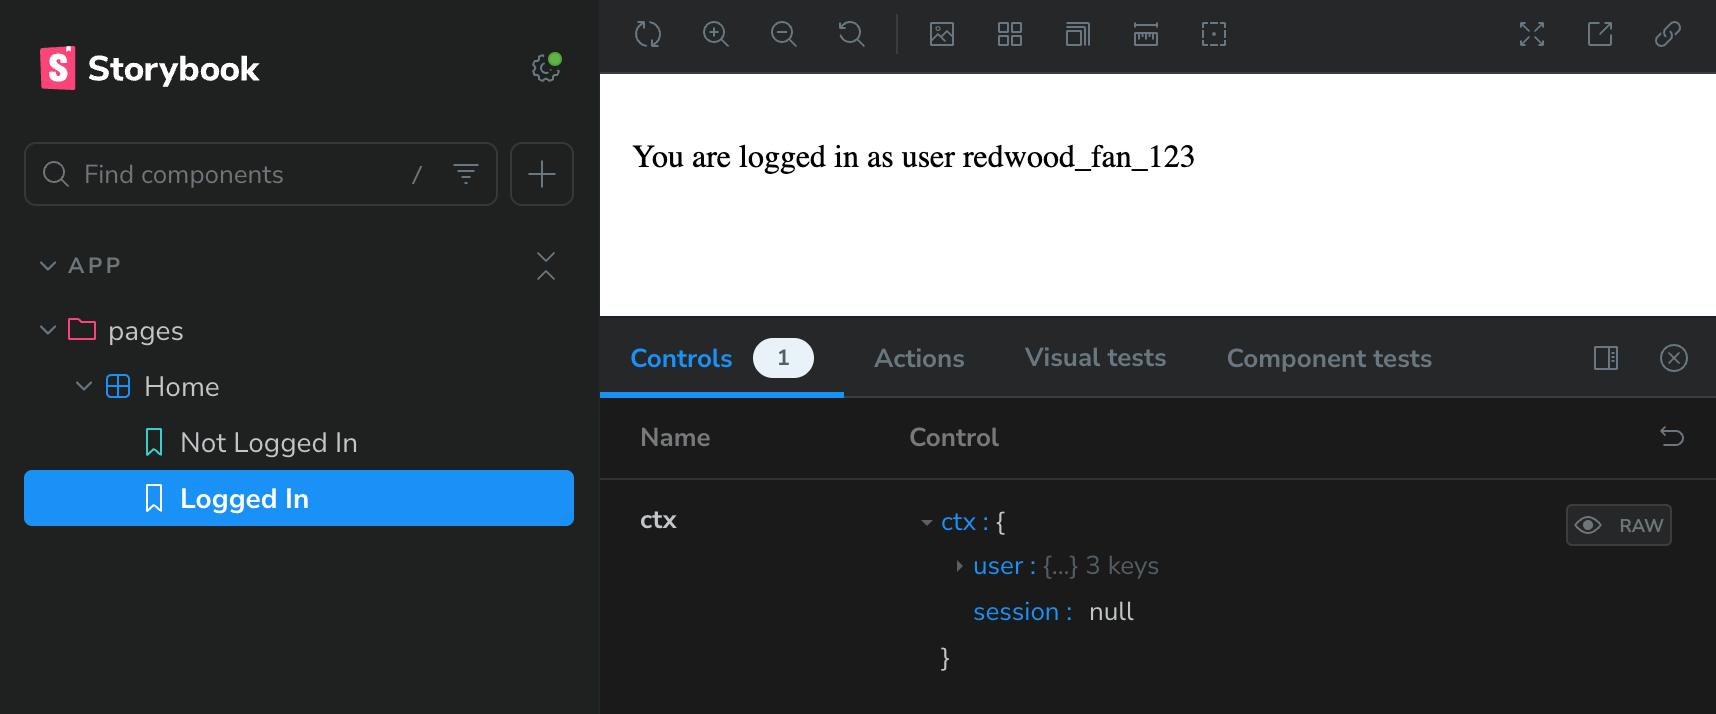 Storybook
Find components /
APP
pages
Home
Not Logged In
Logged In
You are logged in as user redwood_fan_123
Controls 1 Actions Visual tests Component tests
Name Control
ctx ctx : { RAW
user : {...} 3 keys
session : null
}